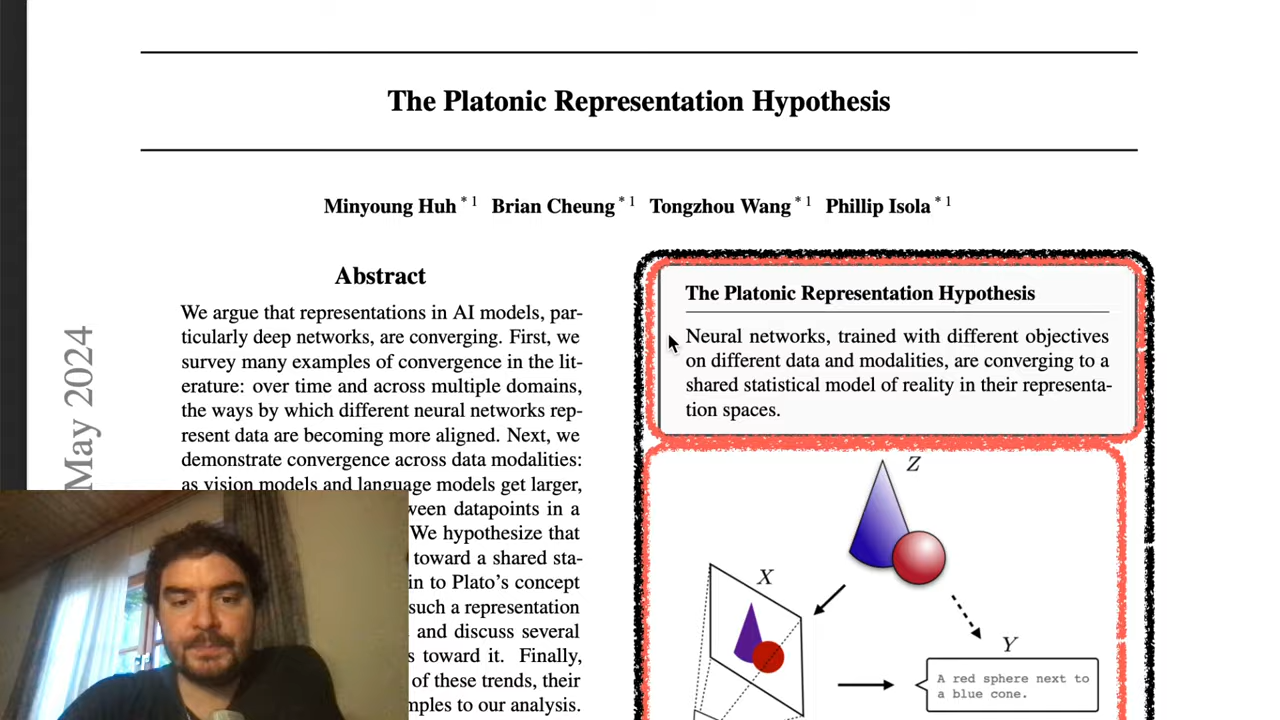 The Platonic Representation Hypothesis
Minyoung Huh * 1 Brian Cheung * 1 Tongzhou Wang * 1 Phillip Isola * 1
Abstract
We argue that representations in AI models, par-
ticularly deep networks, are converging. First, we
survey many examples of convergence in the lit-
erature: over time and across multiple domains,
the ways by which different neural networks rep-
resent data are becoming more aligned. Next, we
demonstrate convergence across data modalities:
as vision models and language models get larger,
ween datapoints in a
We hypothesize that
toward a shared sta-
in to Plato's concept
such a representation
and discuss several
s toward it. Finally,
of these trends, their
mples to our analysis.
May 2024
The Platonic Representation Hypothesis
Neural networks, trained with different objectives
on different data and modalities, are converging to a
shared statistical model of reality in their representa-
tion spaces.
Z
X
Y
A red sphere next to
a blue cone.